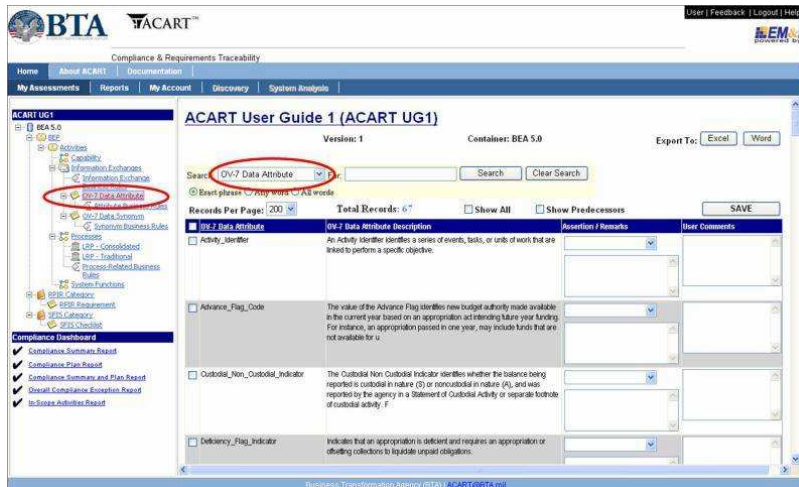 User | Feedback | Logout | Help
BTA
ACART™
EM&
powered by
Compliance & Requirements Traceability
Home
About ACART
Documentation
My Assessments
Reports
My Account
Discovery
System Analysis
ACART UG1
BEA 5.0
BEP
Activities
Capability
Information Exchanges
Information Exchange
OV-7 Data Attribute
Attribute Business Rules
OV-7 Data Synonym
Synonym Business Rules
Processes
LRP - Consolidated
LRP - Traditional
Process-Related Business
Rules
System Functions
RPIR Category
RPIR Requirement
SFIS Category
SFIS Checklist
Compliance Dashboard
Compliance Summary Report
Compliance Plan Report
Compliance Summary and Plan Report
Overall Compliance Exception Report
In-Scope Activities Report
ACART User Guide 1 (ACART UG1)
Version: 1
Container: BEA 5.0
Export To:
Excel
Word
Search
OV-7 Data Attribute
For:
Search
Clear Search
Exact phrase
Any word
All words
Records Per Page:
200
Total Records: 67
Show All
Show Predecessors
SAVE
OV-7 Data Attribute
OV-7 Data Attribute Description
Assertion / Remarks
User Comments
Activity_Identifier
An Activity Identifier identifies a series of events, tasks, or units of work that are
linked to perform a specific objective.
Advance_Flag_Code
The value of the Advance Flag identifies new budget authority made available
in the current year based on an appropriation act intending future year funding.
For instance, an appropriation passed in one year, may include funds that are
not available for u
Custodial_Non_Custodial_Indicator
The Custodial Non Custodial Indicator identifies whether the balance being
reported is custodial in nature (S) or noncustodial in nature (A), and was
reported by the agency in a Statement of Custodial Activity or separate footnote
of custodial activity. F
Deficiency_Flag_Indicator
Indicates that an appropriation is deficient and requires an appropriation or
offsetting collections to liquidate unpaid obligations.
Business Transformation Agency (BTA) | ACART@BTA.mil